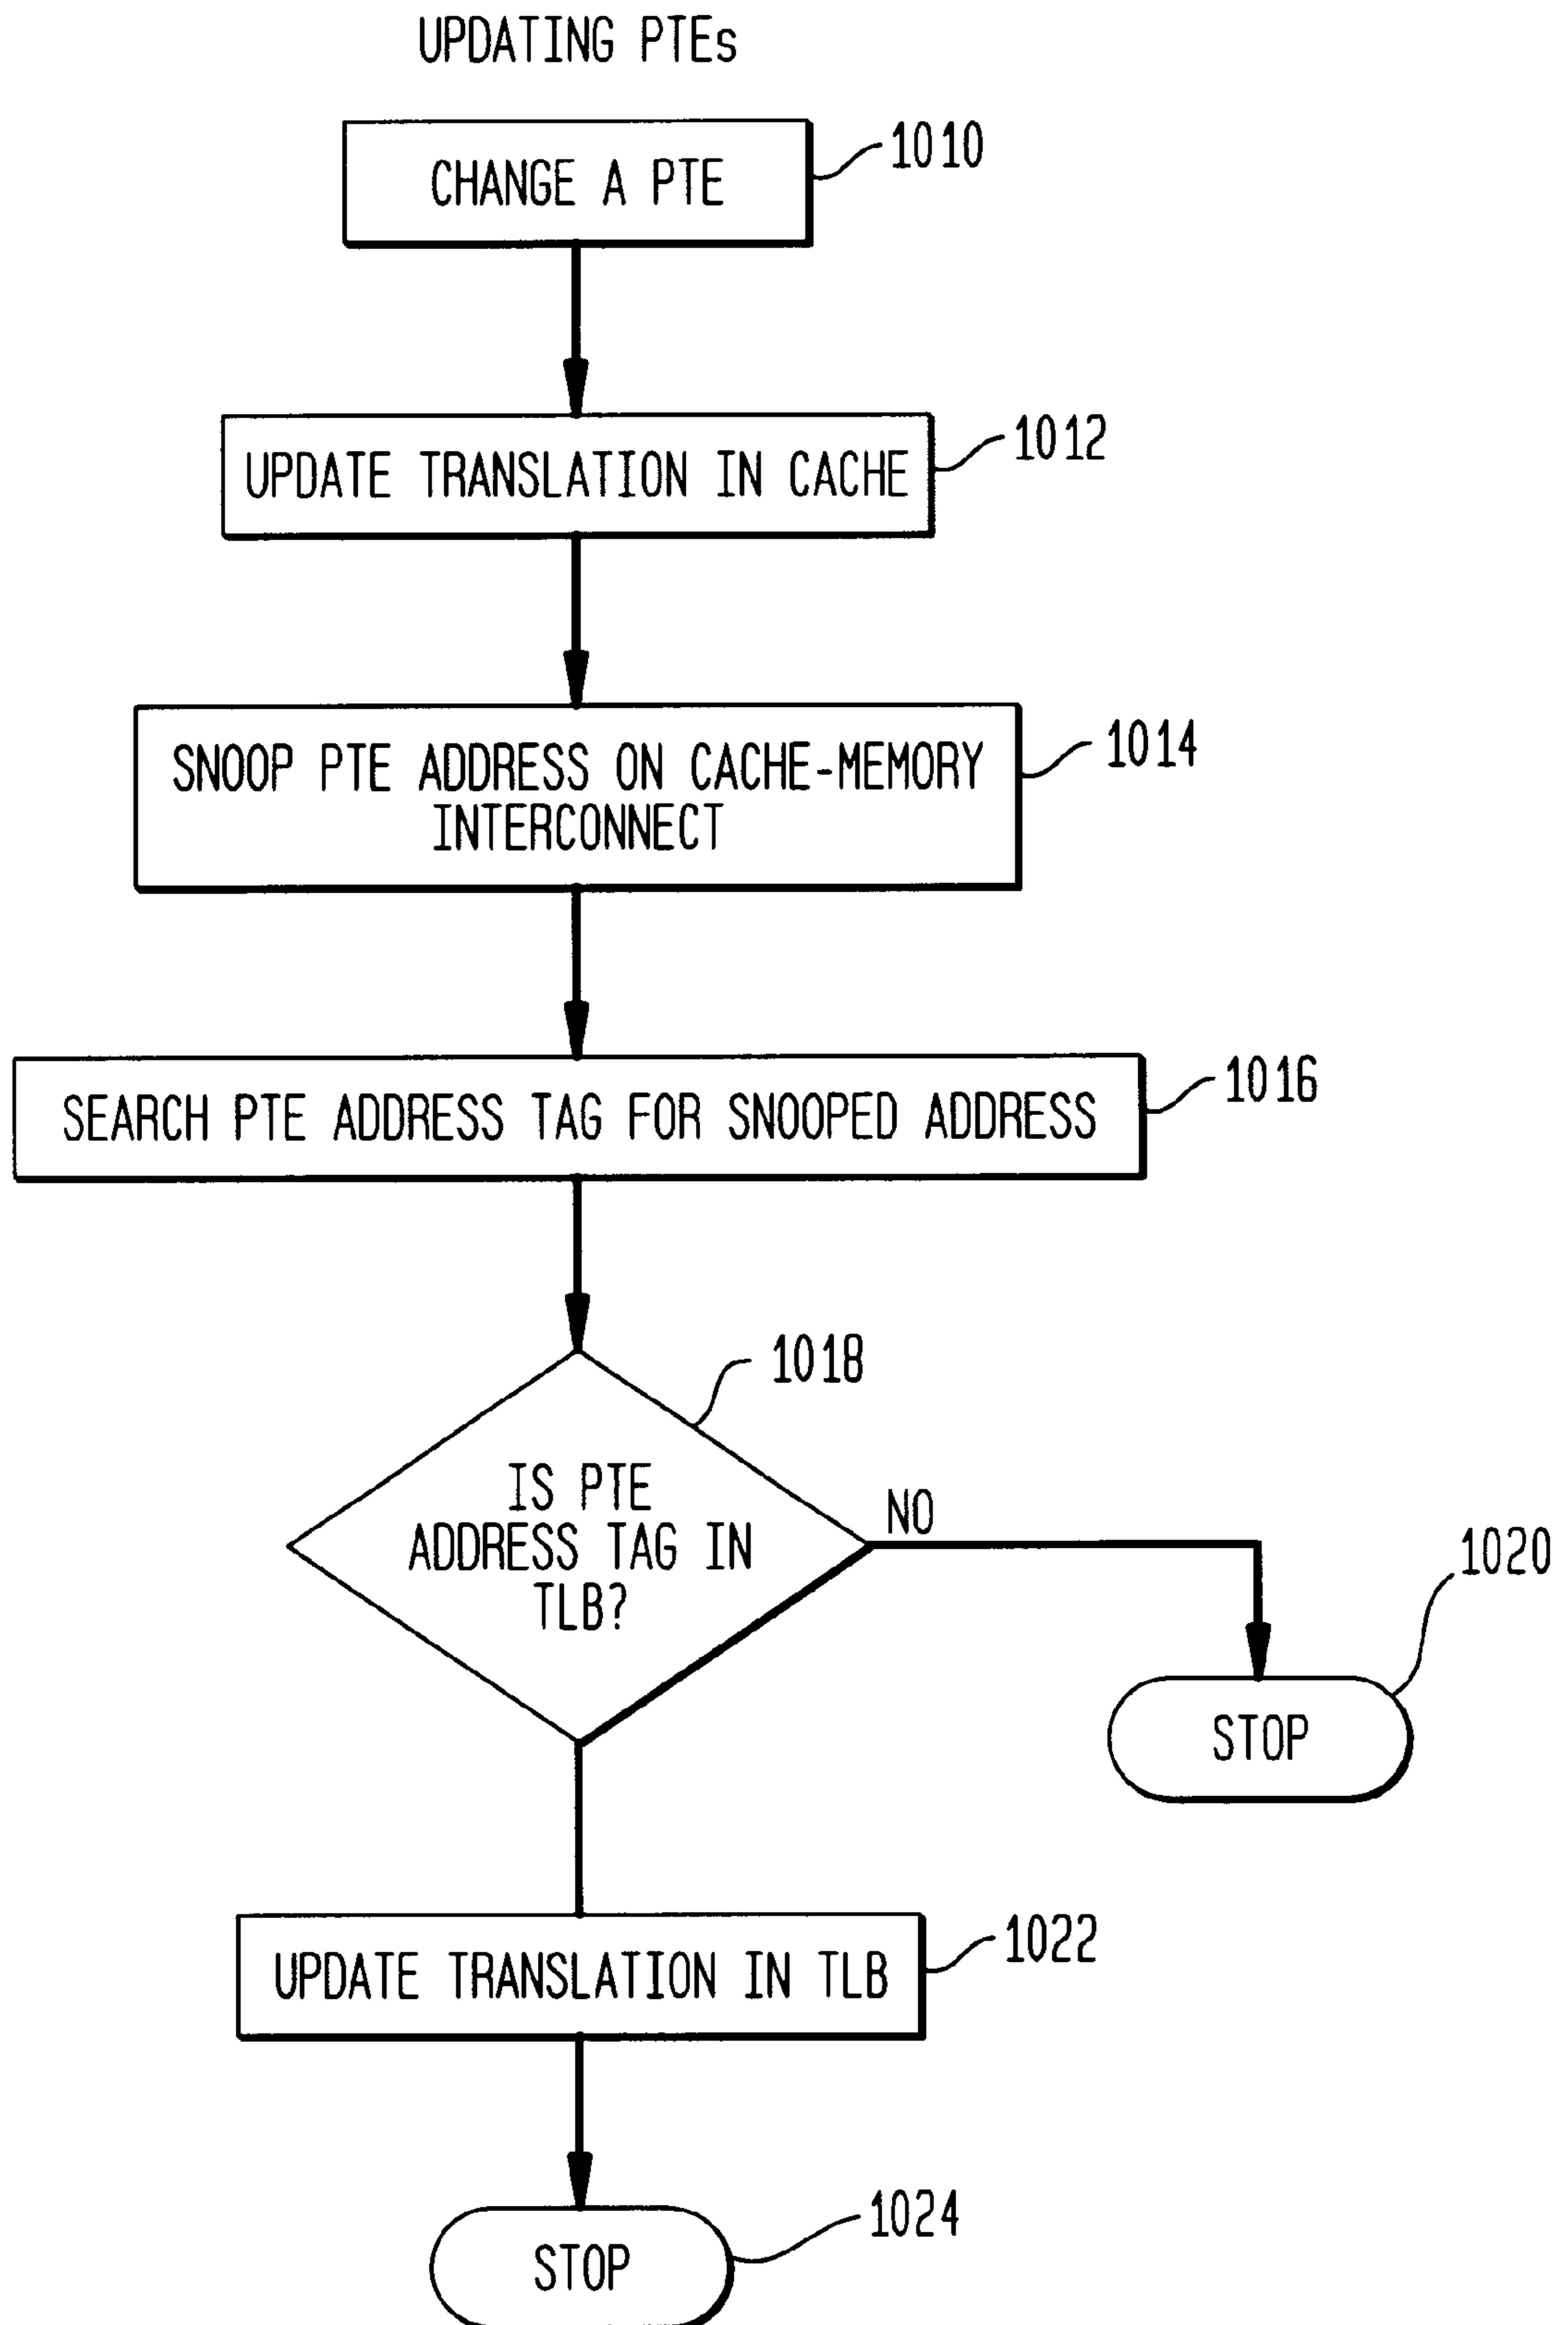 UPDATING PTEs
CHANGE A PTE
1010
UPDATE TRANSLATION IN CACHE
1012
SNOOP PTE ADDRESS ON CACHE-MEMORY
INTERCONNECT
1014
SEARCH PTE ADDRESS TAG FOR SNOOPED ADDRESS
1016
1018
IS PTE
ADDRESS TAG IN
TLB?
NO
1020
STOP
UPDATE TRANSLATION IN TLB
1022
STOP
1024